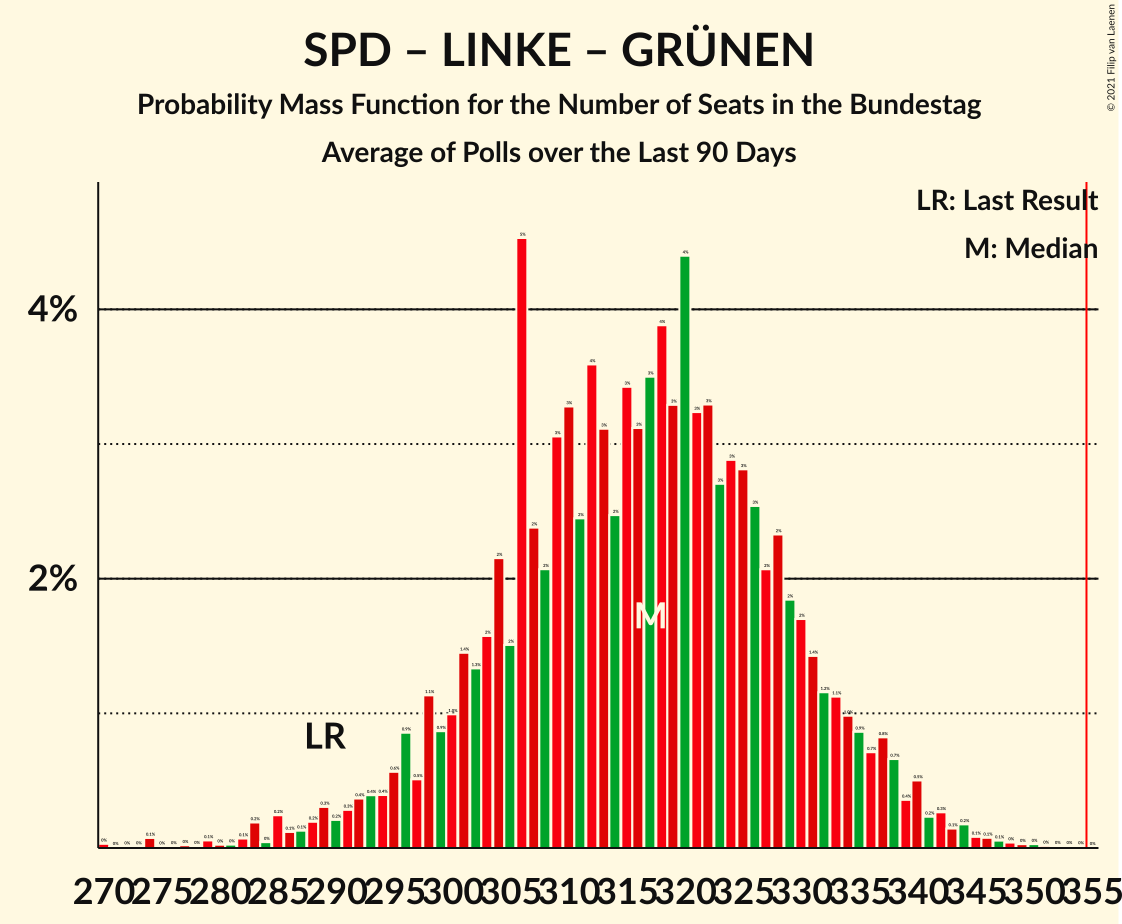 SPD – LINKE – GRÜNEN
Probability Mass Function for the Number of Seats in the Bundestag
Average of Polls over the Last 90 Days
© 2021 Filip van Laenen
LR: Last Result
M: Median
4%
2%
LR
M
270 275 280 285 290 295 300 305 310 315 320 325 330 335 340 345 350 355